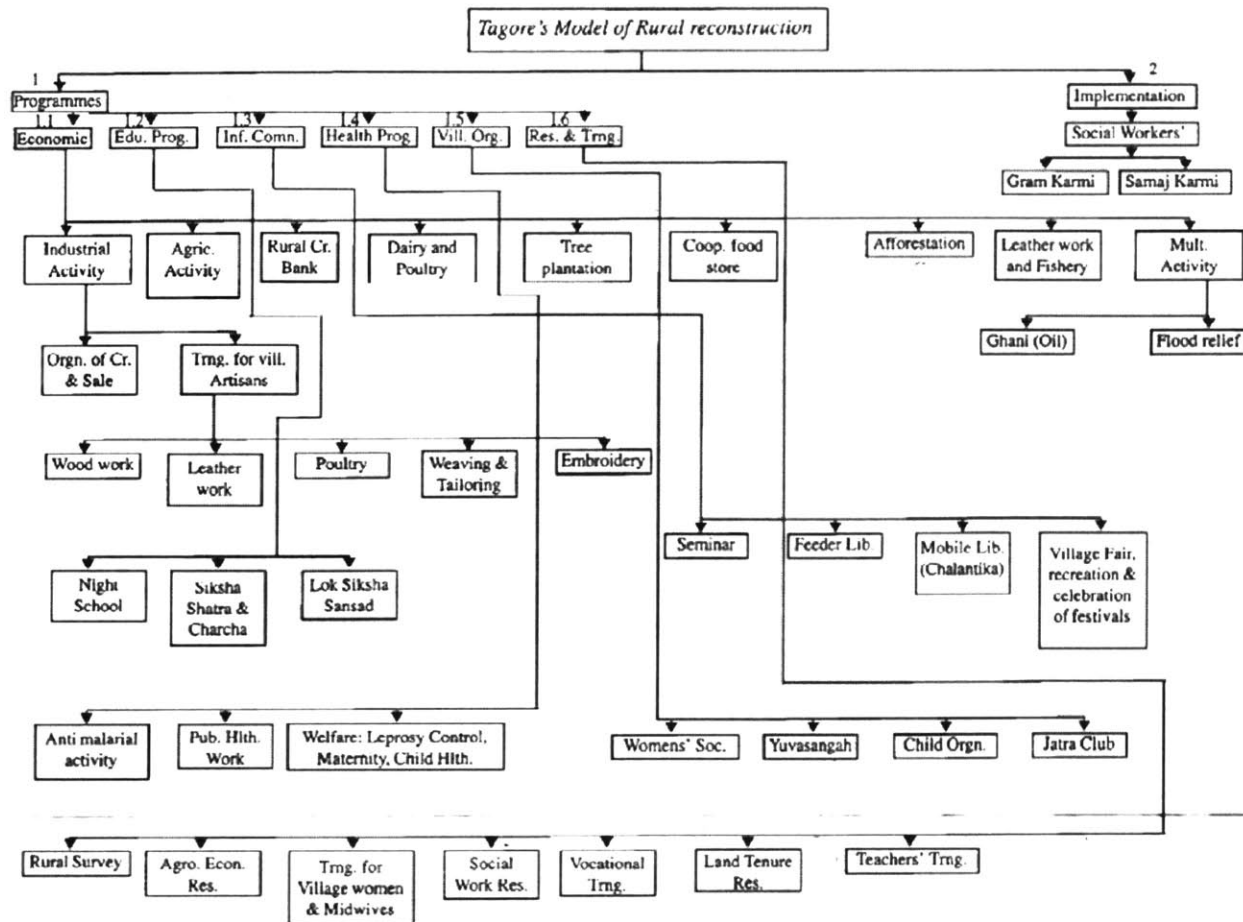 Tagore's Model of Rural reconstruction
1
2
Programmes
Implementation
1.1
1.2
1.3
1.4
1.5
1.6
Economic
Edu. Prog.
Inf. Comn.
Health Prog
Vill. Org.
Res. & Trng.
Social Workers'
Gram Karmi
Samaj Karmi
Industrial
Activity
Agric.
Activity
Rural Cr.
Bank
Dairy and
Poultry
Tree
plantation
Coop. food
store
Afforestation
Leather work
and Fishery
Mult.
Activity
Ghani (Oil)
Flood relief
Orgn. of Cr.
& Sale
Trng. for vill.
Artisans
Wood work
Leather
work
Poultry
Weaving &
Tailoring
Embroidery
Seminar
Feeder Lib.
Mobile Lib.
(Chalantika)
Village Fair,
recreation &
celebration
of festivals
Night
School
Siksha
Shatra &
Charcha
Lok Siksha
Sansad
Anti malarial
activity
Pub. Hlth.
Work
Welfare: Leprosy Control,
Maternity, Child Hlth.
Womens' Soc.
Yuvasangah
Child Orgn.
Jatra Club
Rural Survey
Agro. Econ.
Res.
Trng. for
Village women
& Midwives
Social
Work Res.
Vocational
Trng.
Land Tenure
Res.
Teachers' Trng.